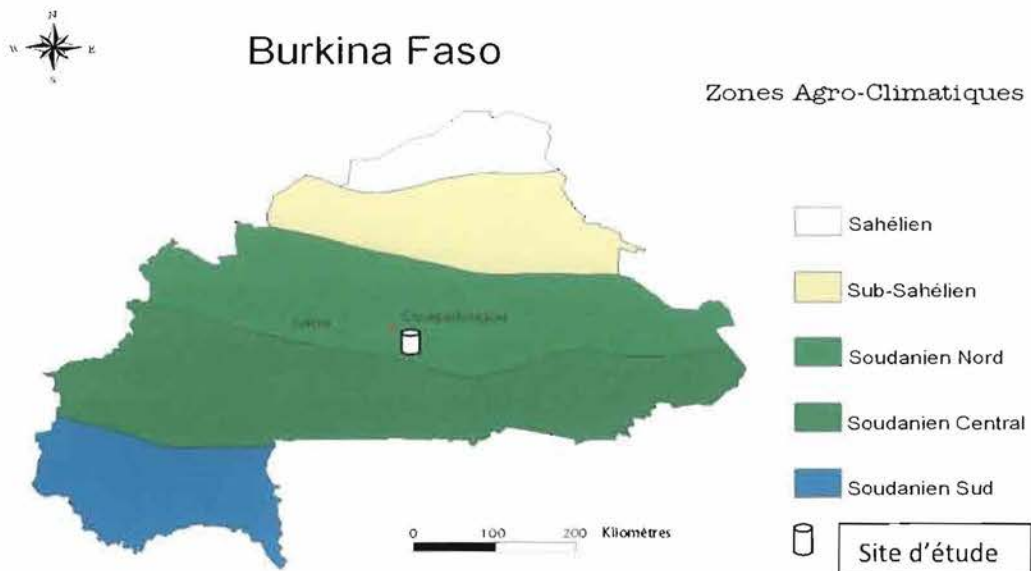 N
W E
S
Burkina Faso
Zones Agro-Climatiques
Sahélien
Sub-Sahélien
Soudanien Nord
Ouagadougou
Soudanien Central
Soudanien Sud
0 100 200 Kilomètres
Site d'étude